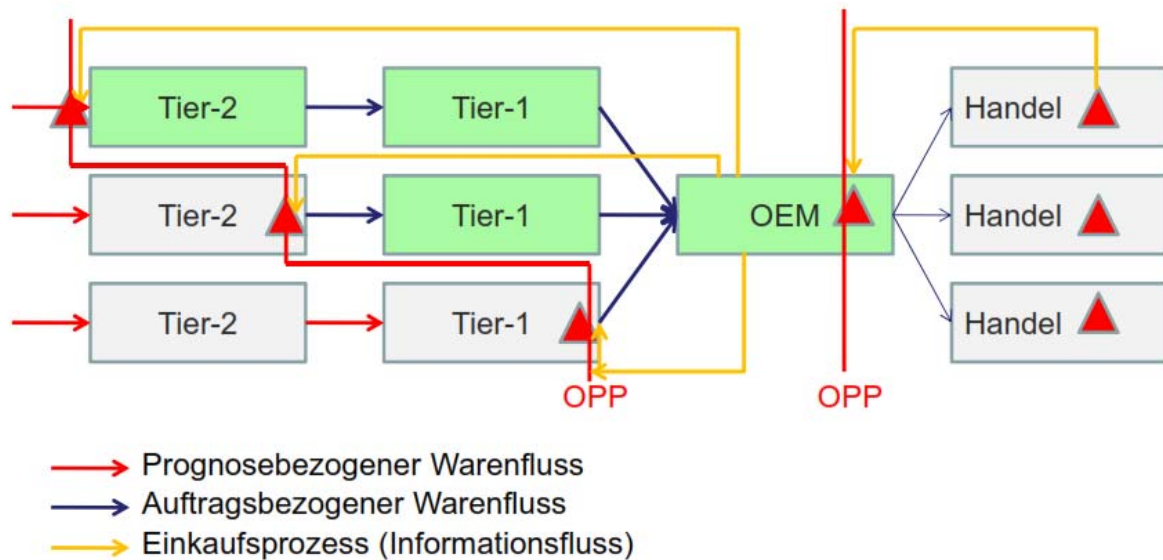 Tier-2
Tier-1
Handel
Tier-2
Tier-1
OEM
Handel
Tier-2
Tier-1
Handel
OPP
OPP
Prognosebezogener Warenfluss
Auftragsbezogener Warenfluss
Einkaufsprozess (Informationsfluss)